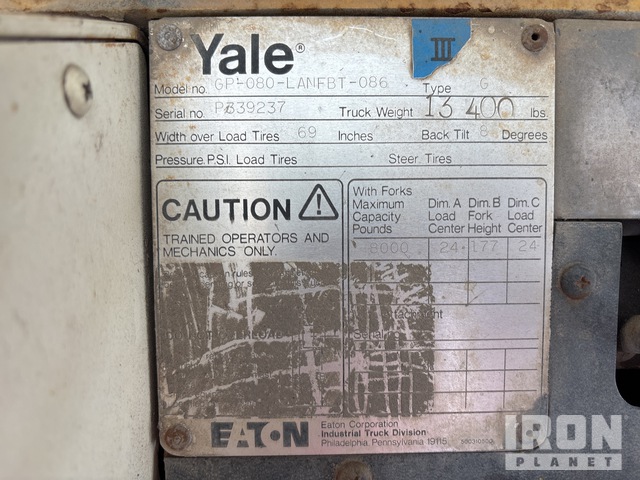 Yale®
III
Model no. GP-080-LANFBT-086 Type G
Serial no. P339237 Truck Weight 13 400 lbs.
Width over Load Tires 69 Inches Back Tilt 6 Degrees
Pressure P.S.I. Load Tires Steer Tires
CAUTION
TRAINED OPERATORS AND
MECHANICS ONLY.
With Forks
Maximum
Capacity
Pounds
Dim. A
Load
Center
Dim. B
Fork
Height
Dim. C
Load
Center
8000 24 177 24
Serial no.
EATON
Eaton Corporation
Industrial Truck Division
Philadelphia, Pennsylvania 19115
IRON
PLANET